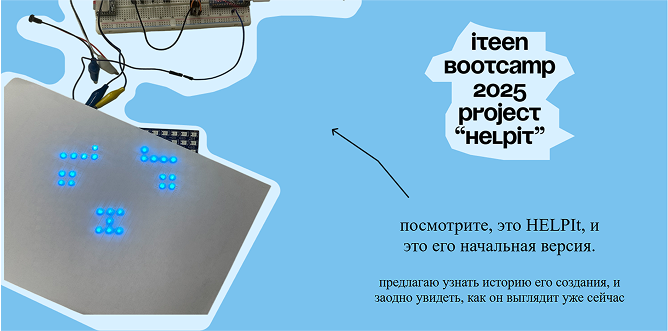 iteen
bootcamp
2025
project
“HELPiT”
посмотрите, это HELPIt, и
это его начальная версия.
предлагаю узнать историю его создания, и
заодно увидеть, как он выглядит уже сейчас